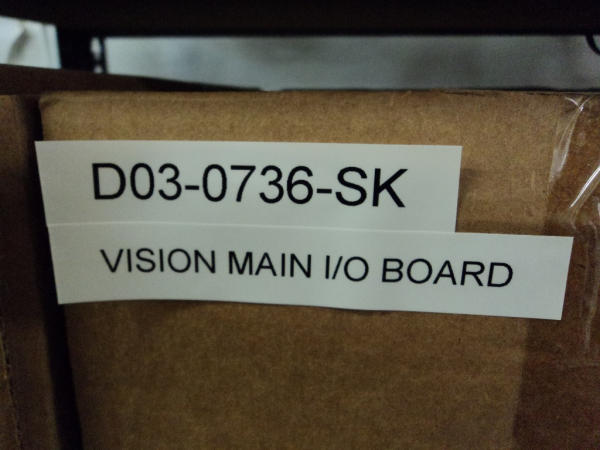 D03-0736-SK
VISION MAIN I/O BOARD